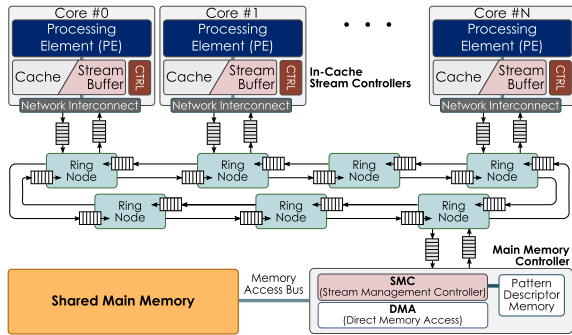 Core #0
Core #1
• • •
Core #N
Processing
Element (PE)
Processing
Element (PE)
Processing
Element (PE)
Cache
Stream
Buffer
CTRL
Cache
Stream
Buffer
CTRL
In-Cache
Stream Controllers
Cache
Stream
Buffer
CTRL
Network Interconnect
Network Interconnect
Network Interconnect
Ring
Node
Ring
Node
Ring
Node
Ring
Node
Ring
Node
Ring
Node
Ring
Node
Main Memory
Controller
Shared Main Memory
Memory
Access Bus
SMC
(Stream Management Controller)
DMA
(Direct Memory Access)
Pattern
Descriptor
Memory